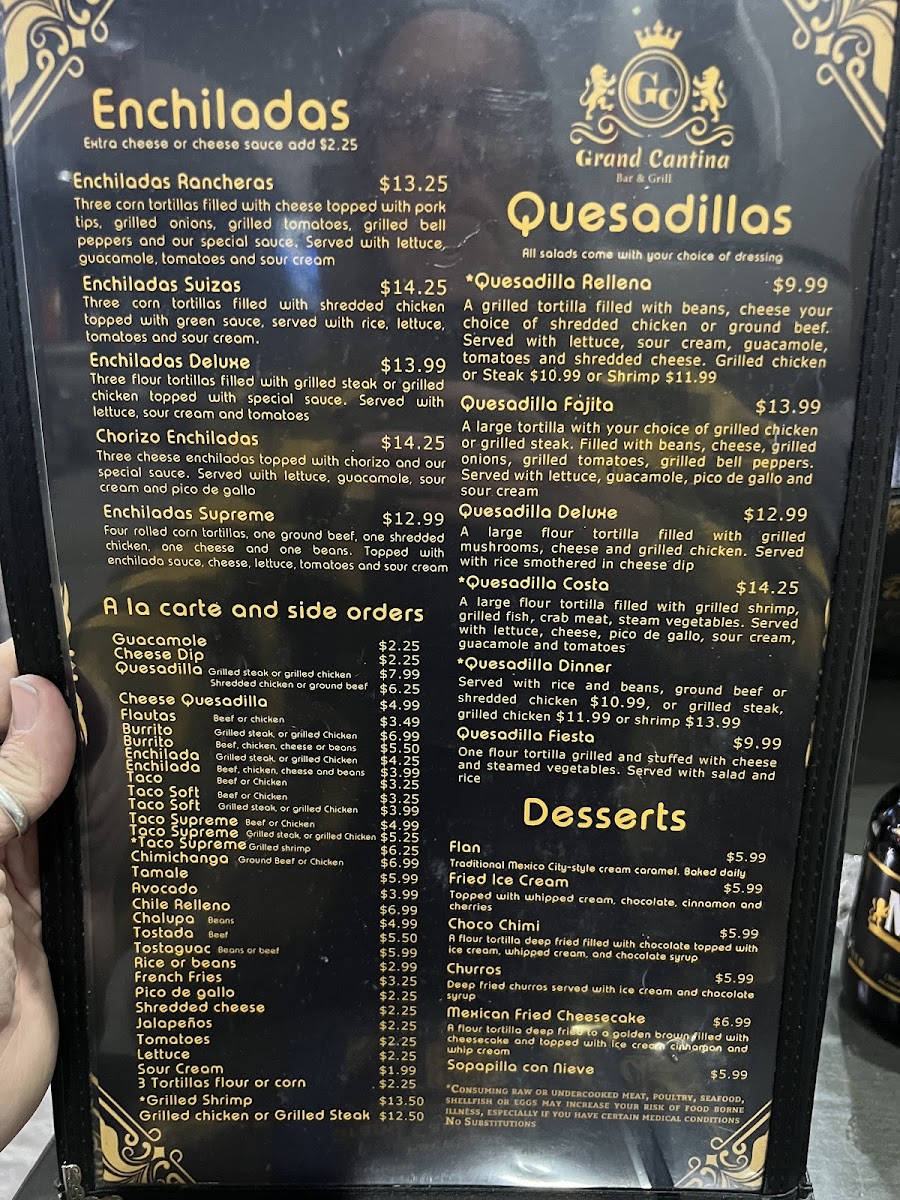 Enchiladas
Extra cheese or cheese sauce add $2.25
Enchiladas Rancheras $13.25
Three corn tortillas filled with cheese topped with pork
tips, grilled onions, grilled tomatoes, grilled bell
peppers and our special sauce. Served with lettuce,
guacamole, tomatoes and sour cream
Enchiladas Suizas $14.25
Three corn tortillas filled with shredded chicken
topped with green sauce, served with rice, lettuce,
tomatoes and sour cream.
Enchiladas Deluxe $13.99
Three flour tortillas filled with grilled steak or grilled
chicken topped with special sauce. Served with
lettuce, sour cream and tomatoes
Chorizo Enchiladas $14.25
Three cheese enchiladas topped with chorizo and our
special sauce. Served with lettuce, guacamole, sour
cream and pico de gallo
Enchiladas Supreme $12.99
Four rolled corn tortillas, one ground beef, one shredded
chicken, one cheese and one beans. Topped with
enchilada sauce, cheese, lettuce, tomatoes and sour cream
A la carte and side orders
Guacamole $2.25
Cheese Dip $2.25
Quesadilla Grilled steak or grilled chicken $7.99
Shredded chicken or ground beef $6.25
Cheese Quesadilla $4.99
Flautas Beef or chicken $3.49
Burrito Grilled steak, or grilled Chicken $6.99
Burrito Beef, chicken, cheese or beans $5.50
Enchilada Grilled steak, or grilled Chicken $4.25
Enchilada Beef, chicken, cheese and beans $3.99
Taco Beef or Chicken $3.25
Taco Soft Beef or Chicken $3.25
Taco Soft Grilled steak, or grilled Chicken $3.99
Taco Supreme Beef or Chicken $4.99
Taco Supreme Grilled steak, or grilled Chicken $5.25
*Taco Supreme Grilled shrimp $6.25
Chimichanga Ground Beef or Chicken $6.99
Tamale $5.99
Avocado $3.99
Chile Relleno $6.99
Chalupa Beans $4.99
Tostada Beef $5.50
Tostaguac Beans or beef $5.99
Rice or beans $2.99
French Fries $3.25
Pico de gallo $2.25
Shredded cheese $2.25
Jalapeños $2.25
Tomatoes $2.25
Lettuce $2.25
Sour Cream $1.99
3 Tortillas flour or corn $2.25
*Grilled Shrimp $13.50
Grilled chicken or Grilled Steak $12.50
GC
Grand Cantina
Bar & Grill
Quesadillas
All salads come with your choice of dressing
*Quesadilla Rellena $9.99
A grilled tortilla filled with beans, cheese your
choice of shredded chicken or ground beef.
Served with lettuce, sour cream, guacamole,
tomatoes and shredded cheese. Grilled chicken
or Steak $10.99 or Shrimp $11.99
Quesadilla Fajita $13.99
A large tortilla with your choice of grilled chicken
or grilled steak. Filled with beans, cheese, grilled
onions, grilled tomatoes, grilled bell peppers.
Served with lettuce, guacamole, pico de gallo and
sour cream
Quesadilla Deluxe $12.99
A large flour tortilla filled with grilled
mushrooms, cheese and grilled chicken. Served
with rice smothered in cheese dip
*Quesadilla Costa $14.25
A large flour tortilla filled with grilled shrimp,
grilled fish, crab meat, steam vegetables. Served
with lettuce, cheese, pico de gallo, sour cream,
guacamole and tomatoes
*Quesadilla Dinner
Served with rice and beans, ground beef or
shredded chicken $10.99, or grilled steak,
grilled chicken $11.99 or shrimp $13.99
Quesadilla Fiesta $9.99
One flour tortilla grilled and stuffed with cheese
and steamed vegetables. Served with salad and
rice
Desserts
Flan $5.99
Traditional Mexico City-style cream caramel. Baked daily
Fried Ice Cream $5.99
Topped with whipped cream, chocolate, cinnamon and
cherries
Choco Chimi $5.99
A flour tortilla deep fried filled with chocolate topped with
ice cream, whipped cream, and chocolate syrup
Churros $5.99
Deep fried churros served with ice cream and chocolate
syrup
Mexican Fried Cheesecake $6.99
A flour tortilla deep fried to a golden brown filled with
cheesecake and topped with ice cream cinnamon and
whip cream
Sopapilla con Nieve $5.99
*Consuming raw or undercooked meat, poultry, seafood,
shellfish or eggs may increase your risk of food borne
illness, especially if you have certain medical conditions
No Substitutions